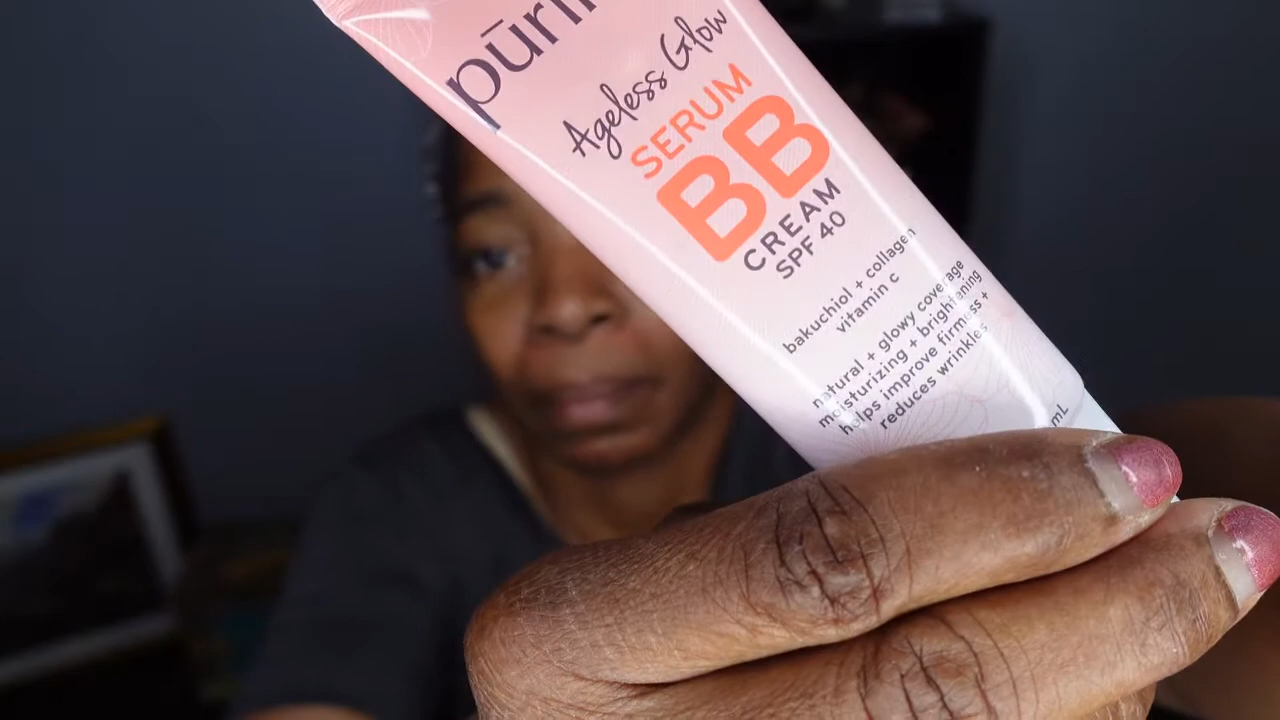 Ageless Glow
SERUM
BB
CREAM
SPF 40
bakuchiol + collagen
vitamin c
natural + glowy coverage
moisturizing + brightening
helps improve firmness +
reduces wrinkles
mL